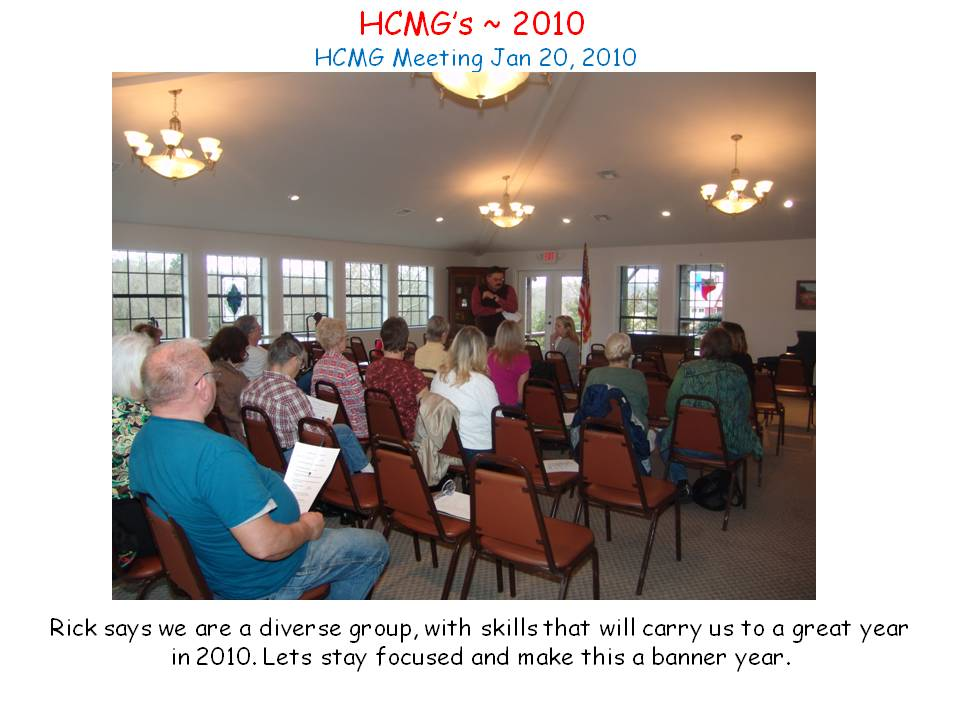 HCMG's ~ 2010
HCMG Meeting Jan 20, 2010
EXIT
Rick says we are a diverse group, with skills that will carry us to a great year
in 2010. Lets stay focused and make this a banner year.